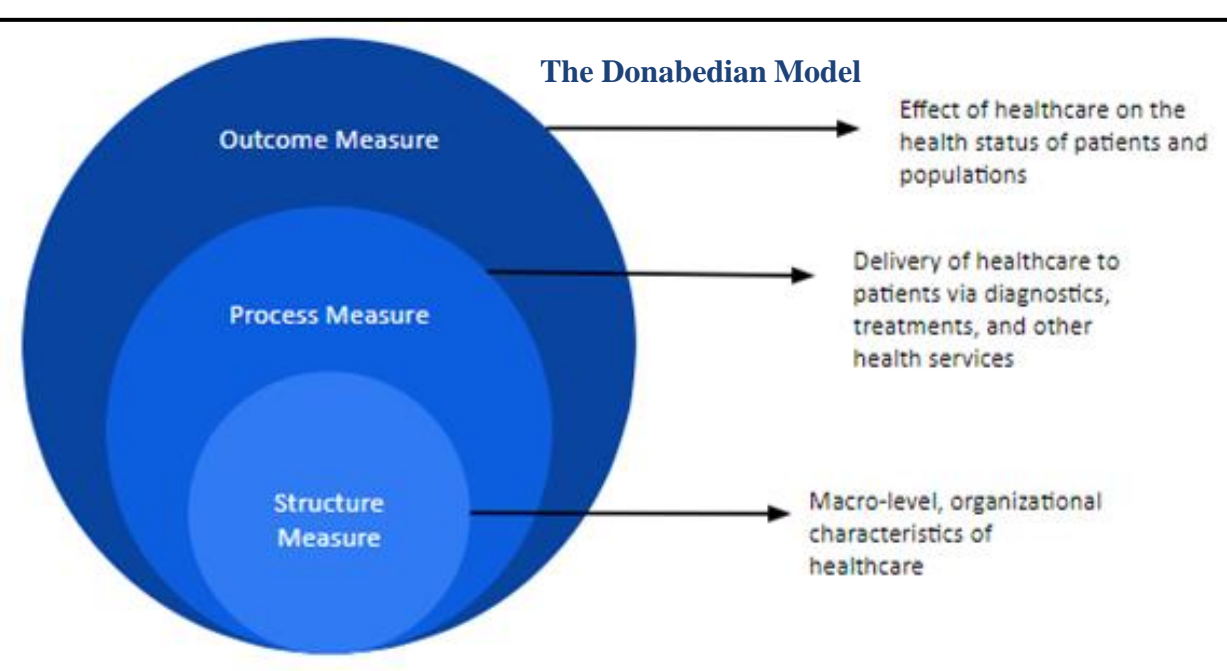 The Donabedian Model
Outcome Measure
Effect of healthcare on the
health status of patients and
populations
Process Measure
Delivery of healthcare to
patients via diagnostics,
treatments, and other
health services
Structure
Measure
Macro-level, organizational
characteristics of
healthcare